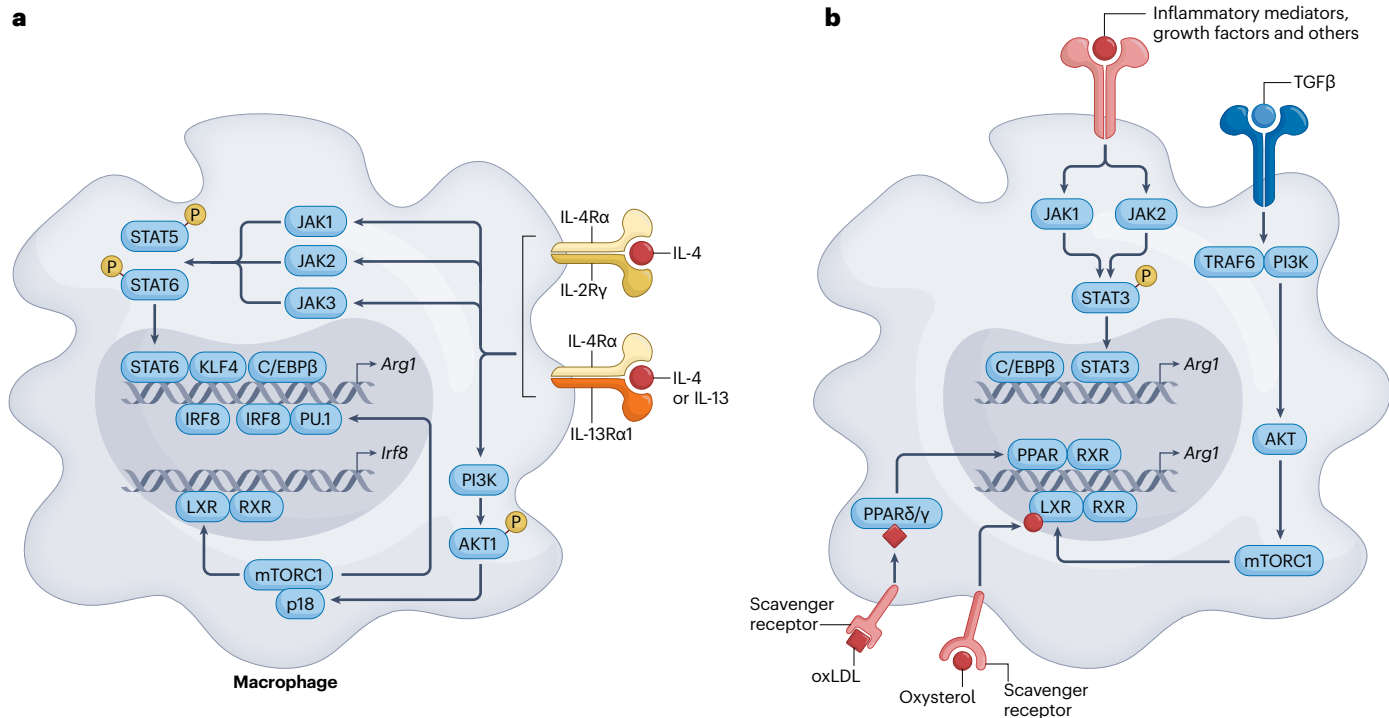 a
STAT5
P
P
STAT6
JAK1
JAK2
JAK3
IL-4Rα
IL-4
IL-2Rγ
IL-4Rα
IL-4
or IL-13
IL-13Rα1
STAT6
KLF4
C/EBPβ
Arg1
IRF8
IRF8
PU.1
Irf8
LXR
RXR
PI3K
P
AKT1
mTORC1
p18
Macrophage
b
Inflammatory mediators,
growth factors and others
TGFβ
JAK1
JAK2
TRAF6
PI3K
P
STAT3
C/EBPβ
STAT3
Arg1
AKT
PPAR
RXR
Arg1
LXR
RXR
PPARδ/γ
mTORC1
Scavenger
receptor
oxLDL
Oxysterol
Scavenger
receptor